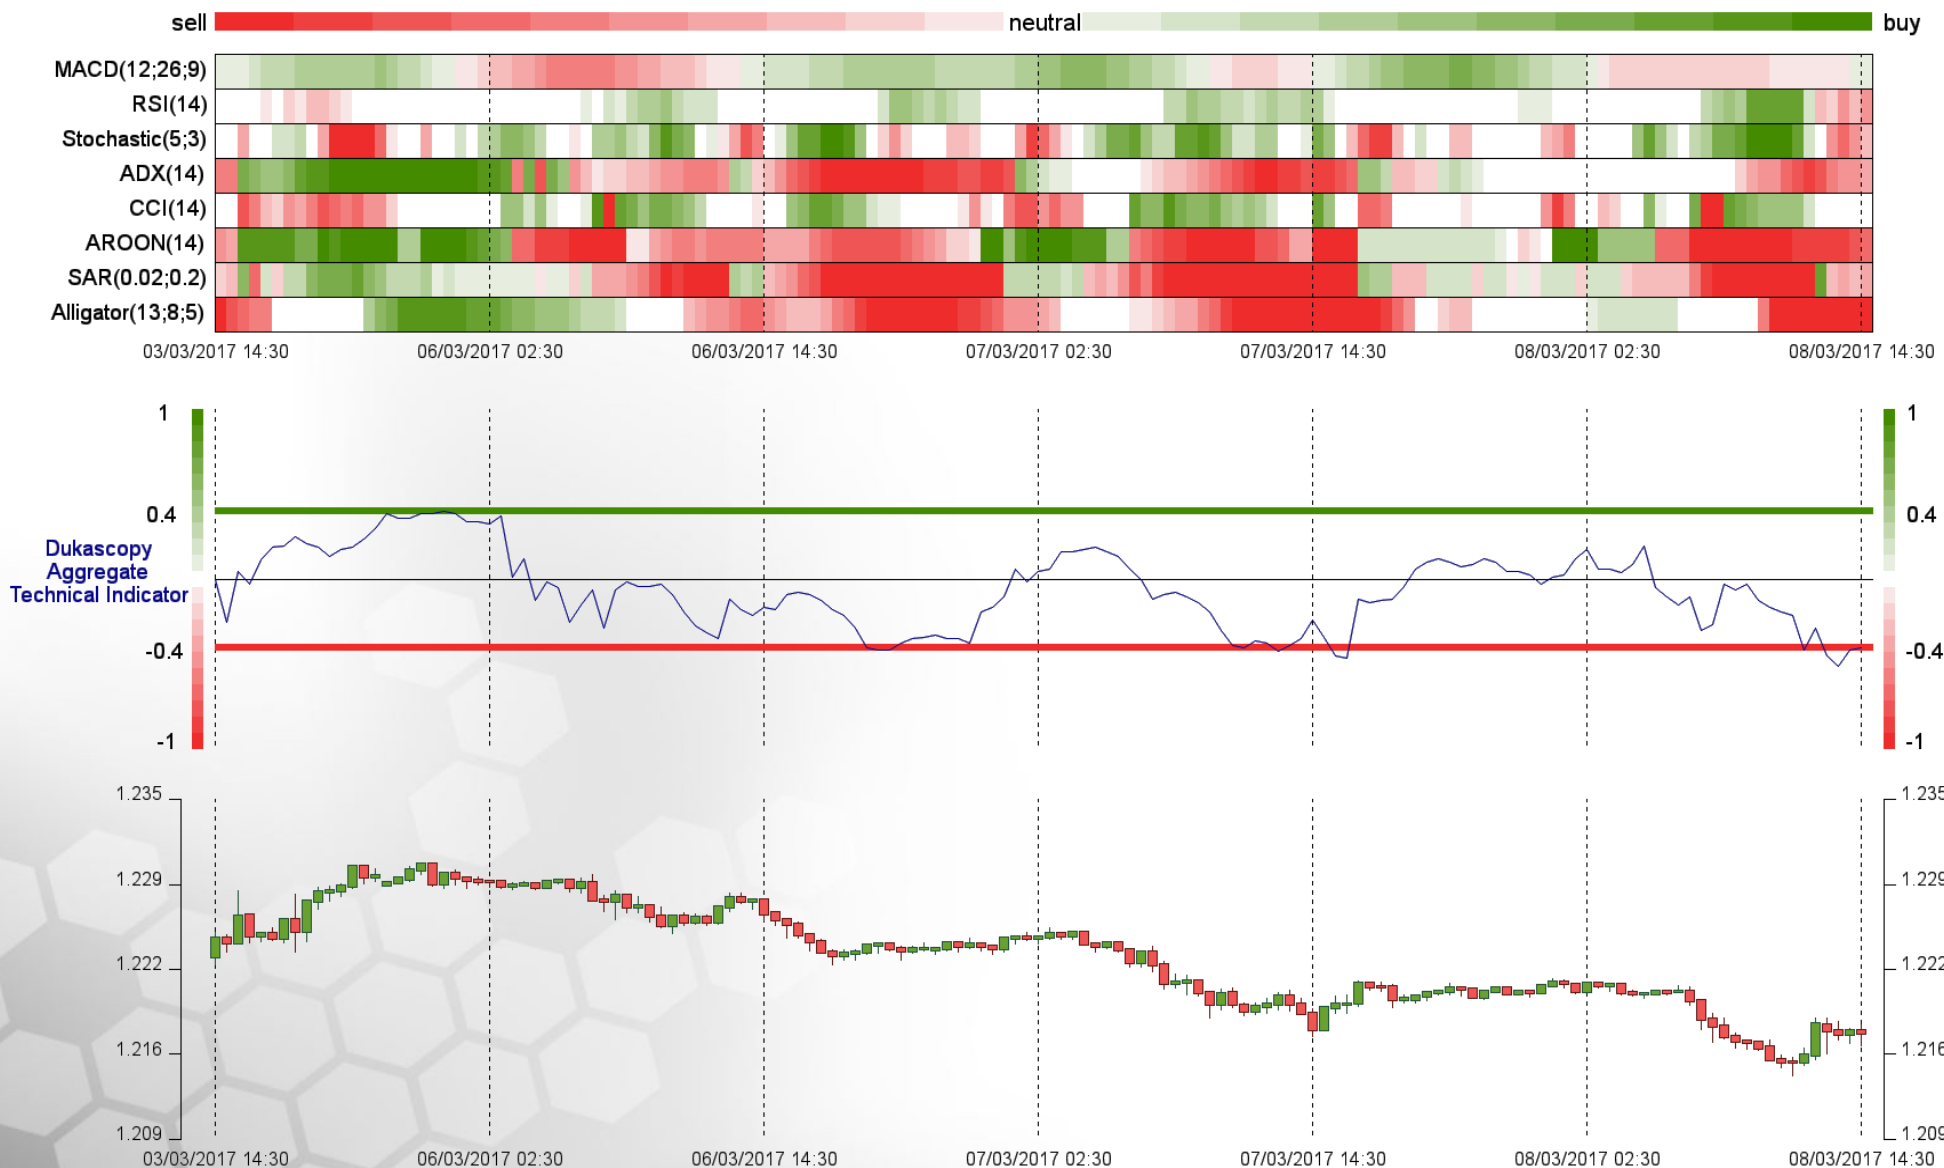 sell neutral buy
MACD(12;26;9)
RSI(14)
Stochastic(5;3)
ADX(14)
CCI(14)
AROON(14)
SAR(0.02;0.2)
Alligator(13;8;5)
03/03/2017 14:30 06/03/2017 02:30 06/03/2017 14:30 07/03/2017 02:30 07/03/2017 14:30 08/03/2017 02:30 08/03/2017 14:30
1 1
0.4 0.4
Dukascopy
Aggregate
Technical Indicator
-0.4 -0.4
-1 -1
1.235 1.235
1.229 1.229
1.222 1.222
1.216 1.216
1.209 1.209
03/03/2017 14:30 06/03/2017 02:30 06/03/2017 14:30 07/03/2017 02:30 07/03/2017 14:30 08/03/2017 02:30 08/03/2017 14:30